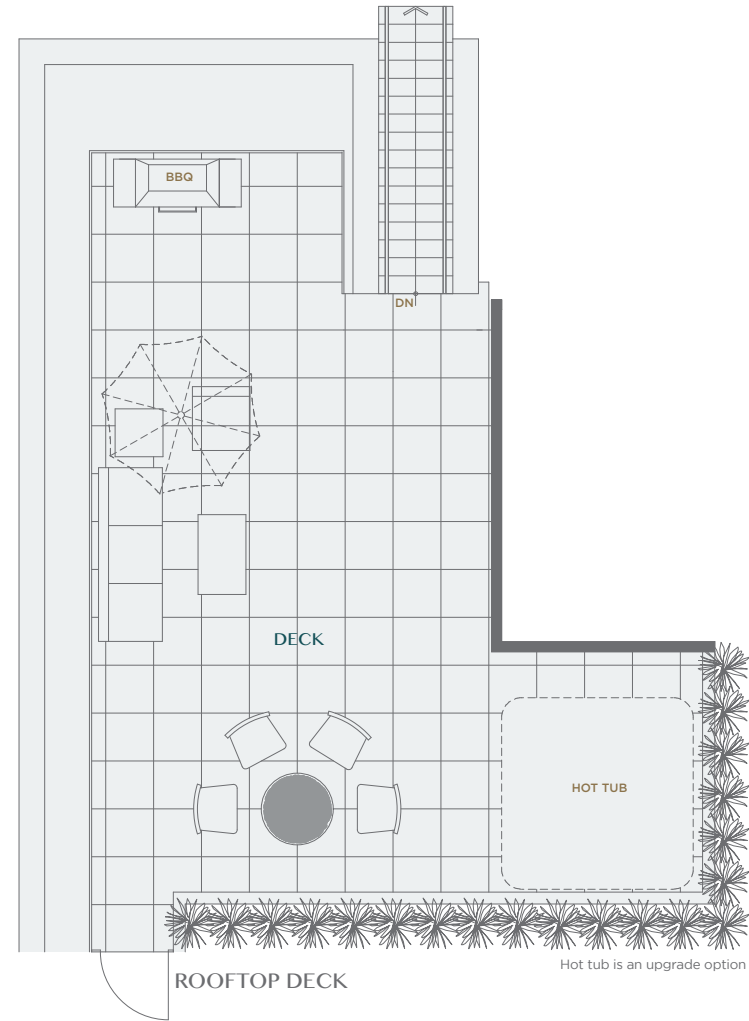 BBQ
DN
DECK
HOT TUB
Hot tub is an upgrade option
ROOFTOP DECK